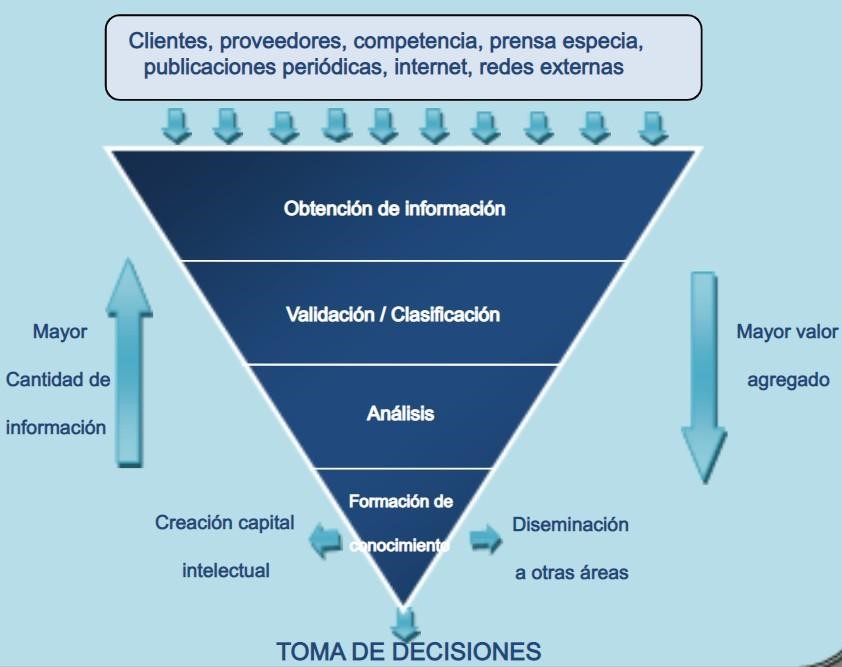 Clientes, proveedores, competencia, prensa especia,
publicaciones periódicas, internet, redes externas
Obtención de información
Validación / Clasificación
Análisis
Formación de
conocimiento
Mayor
Cantidad de
información
Mayor valor
agregado
Creación capital
intelectual
Diseminación
a otras áreas
TOMA DE DECISIONES